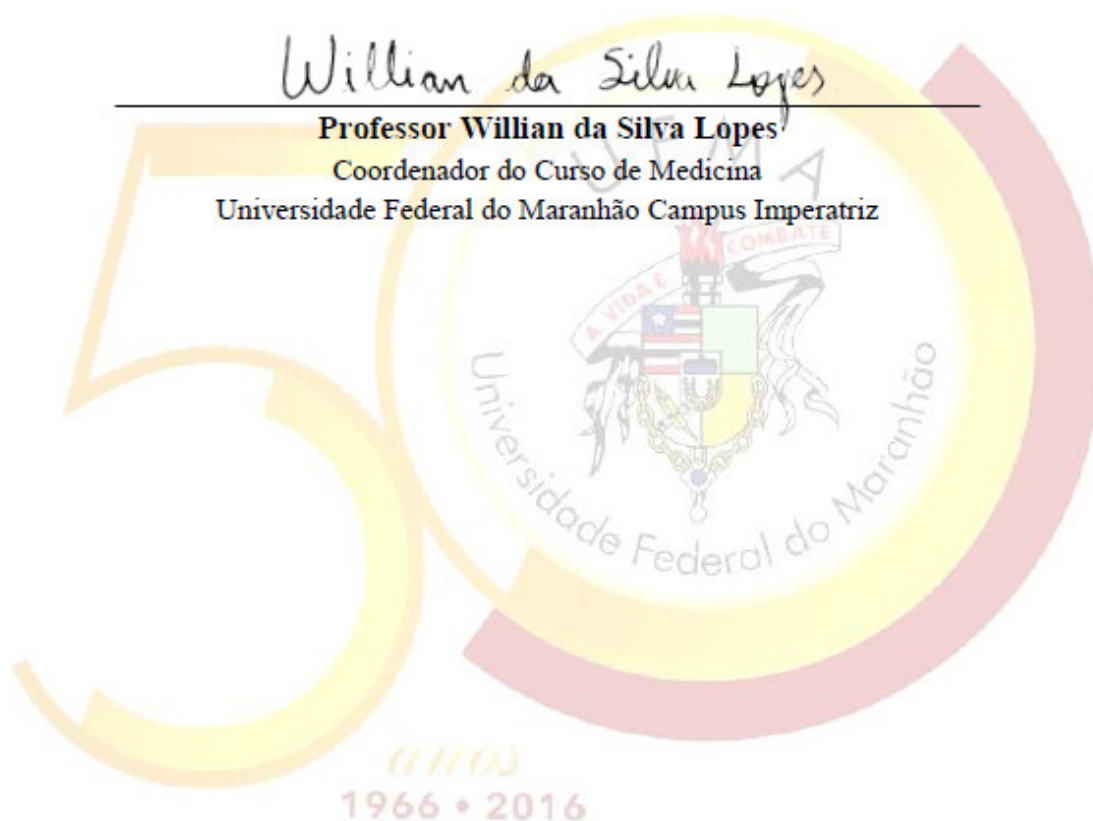 Willian da Silva Lopes
Professor Willian da Silva Lopes
Coordenador do Curso de Medicina
Universidade Federal do Maranhão Campus Imperatriz
UFMA
A VIDA É COMBATE
Universidade Federal do Maranhão
50
anos
1966 • 2016